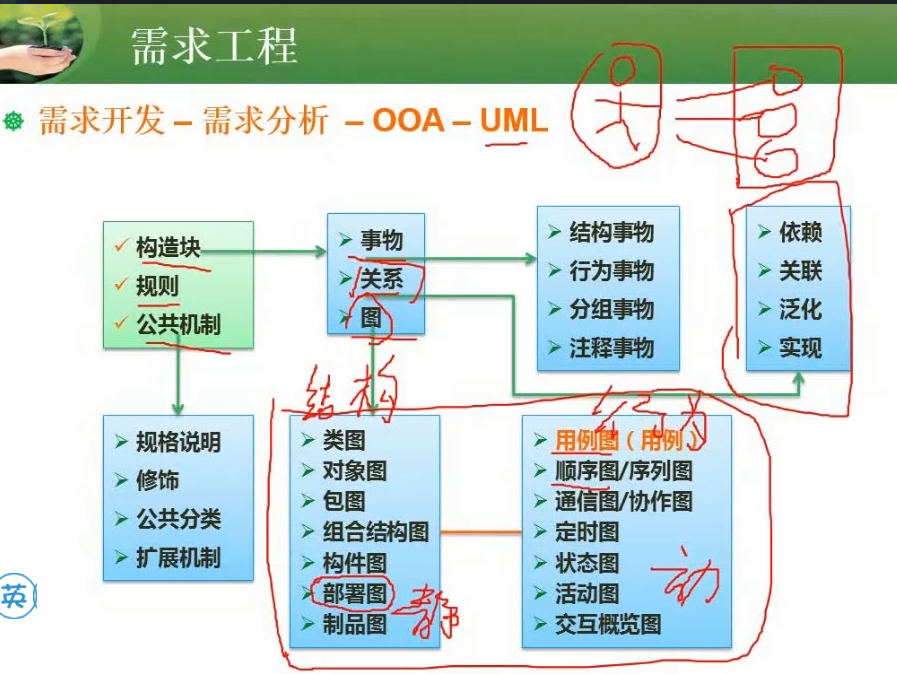 需求工程
需求开发 – 需求分析 – OOA – UML
构造块
规则
公共机制
事物
关系
图
结构事物
行为事物
分组事物
注释事物
依赖
关联
泛化
实现
规格说明
修饰
公共分类
扩展机制
结构
类图
对象图
包图
组合结构图
构件图
部署图
制品图
静
行为
用例图（用例）
顺序图/序列图
通信图/协作图
定时图
状态图
活动图
交互概览图
动
英